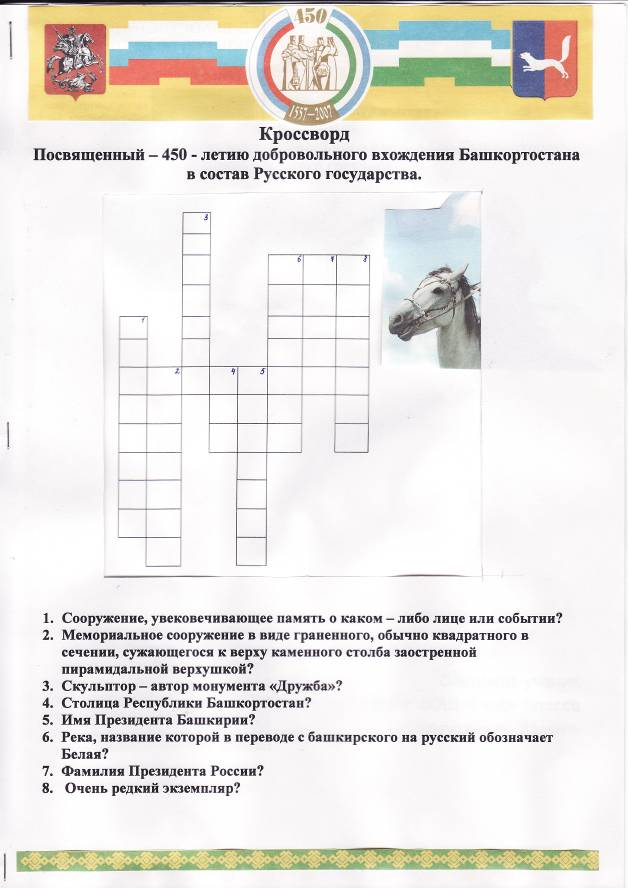 450
1557–2007
Кроссворд
Посвященный – 450 - летию добровольного вхождения Башкортостана
в состав Русского государства.
3
6 7 8
1
2 4 5
1. Сооружение, увековечивающее память о каком – либо лице или событии?
2. Мемориальное сооружение в виде граненного, обычно квадратного в
сечении, сужающегося к верху каменного столба заостренной
пирамидальной верхушкой?
3. Скульптор – автор монумента «Дружба»?
4. Столица Республики Башкортостан?
5. Имя Президента Башкирии?
6. Река, название которой в переводе с башкирского на русский обозначает
Белая?
7. Фамилия Президента России?
8. Очень редкий экземпляр?